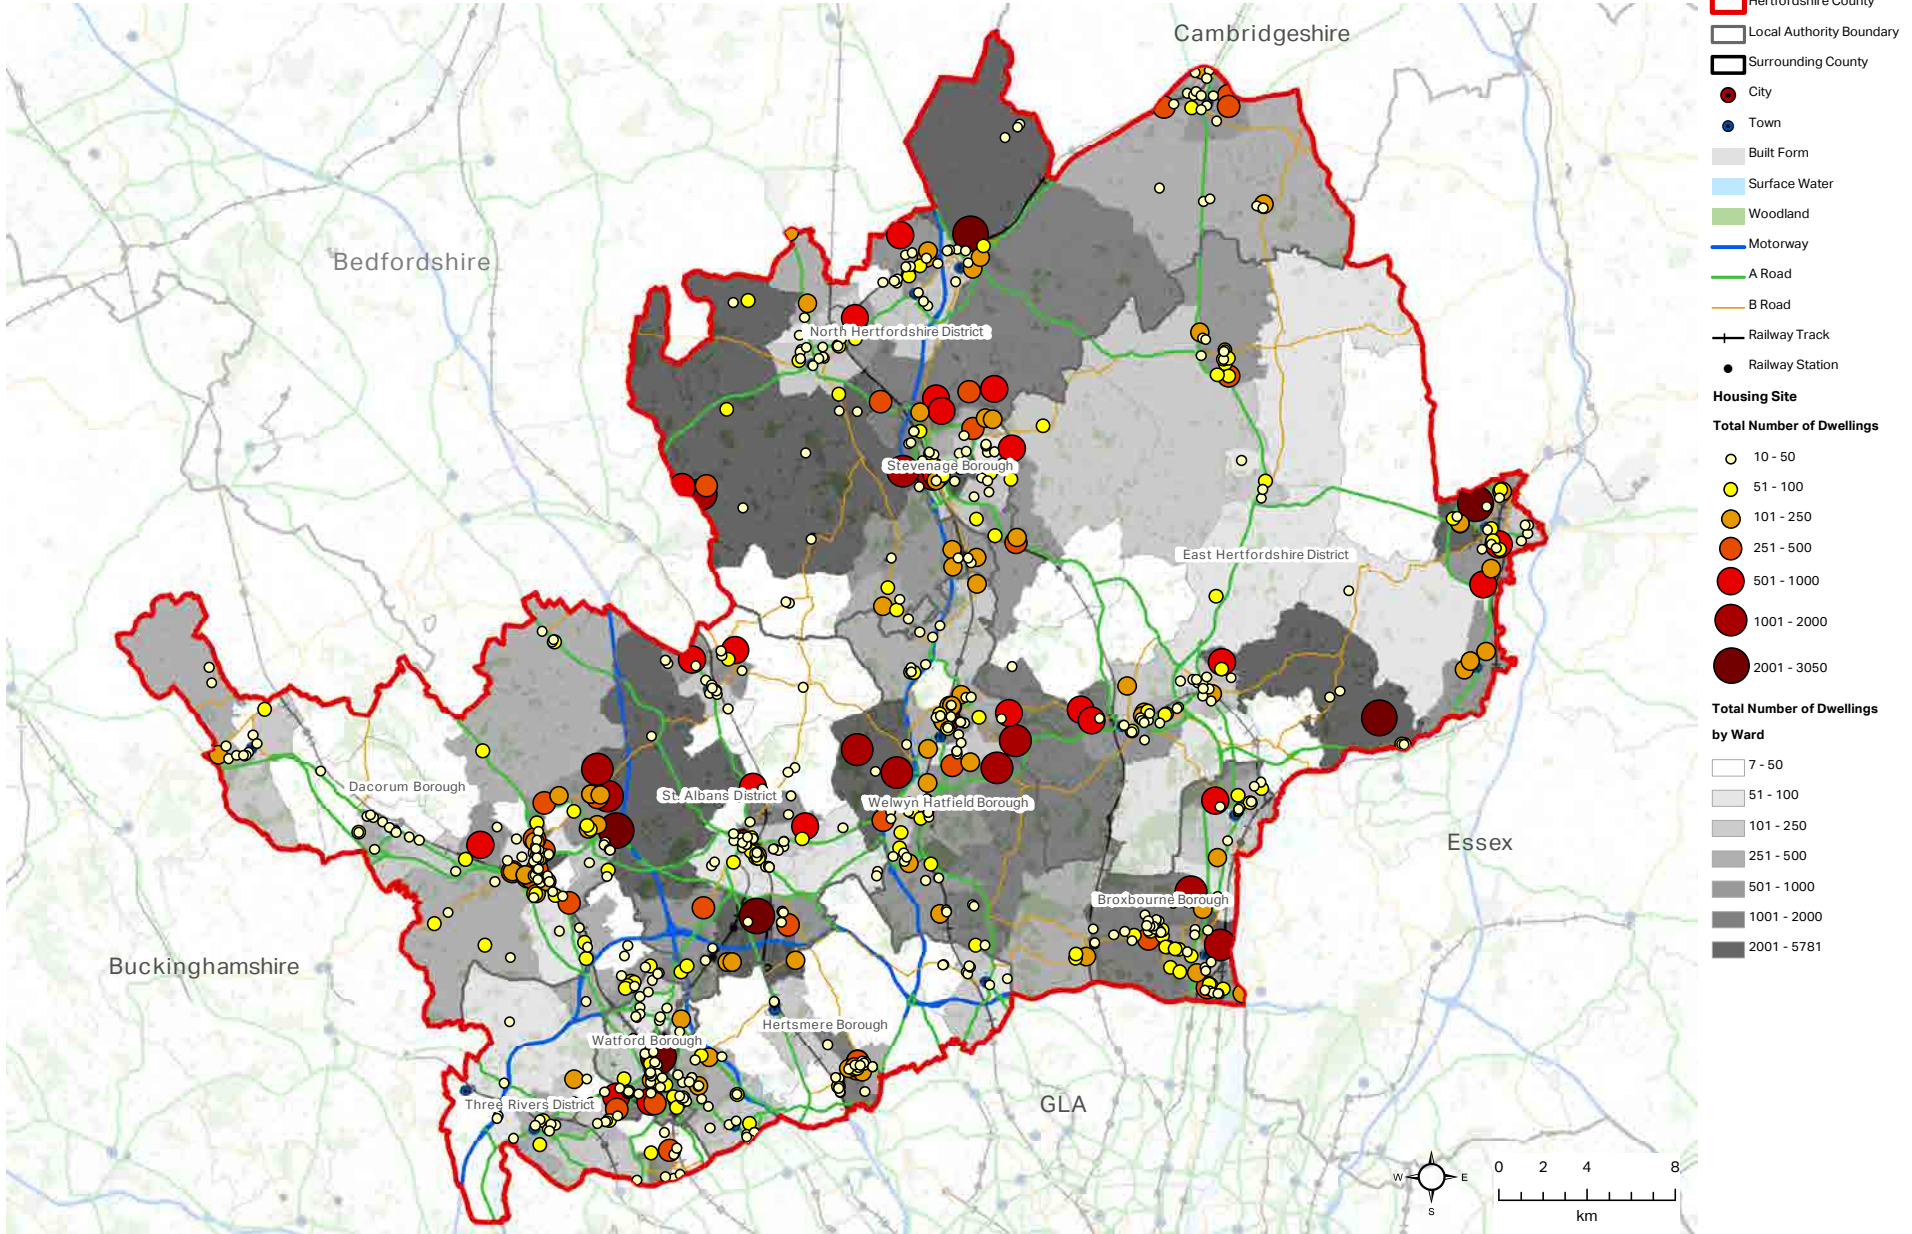 Cambridgeshire
Bedfordshire
North Hertfordshire District
Stevenage Borough
East Hertfordshire District
Dacorum Borough
St. Albans District
Welwyn Hatfield Borough
Essex
Broxbourne Borough
Buckinghamshire
Hertsmere Borough
Watford Borough
Three Rivers District
GLA
N
W
E
S
0 2 4 8
km
Hertfordshire County
Local Authority Boundary
Surrounding County
City
Town
Built Form
Surface Water
Woodland
Motorway
A Road
B Road
Railway Track
Railway Station
Housing Site
Total Number of Dwellings
10 - 50
51 - 100
101 - 250
251 - 500
501 - 1000
1001 - 2000
2001 - 3050
Total Number of Dwellings
by Ward
7 - 50
51 - 100
101 - 250
251 - 500
501 - 1000
1001 - 2000
2001 - 5781